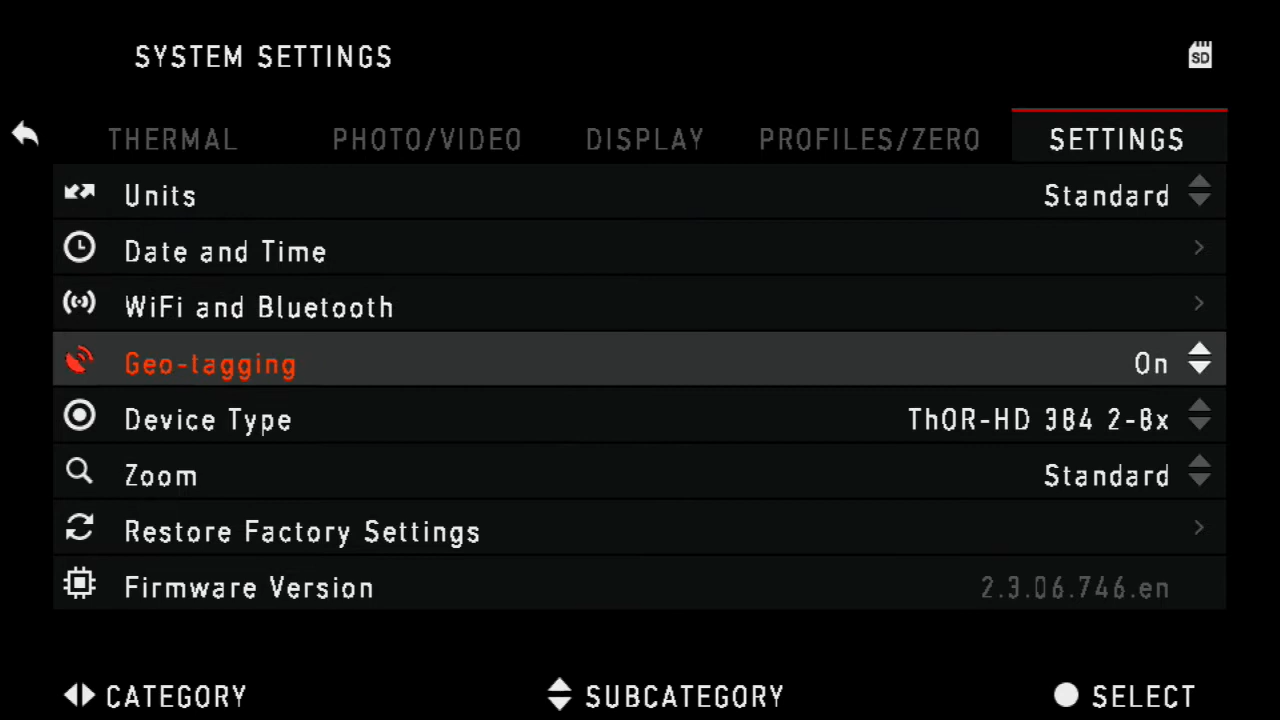 SYSTEM SETTINGS
SD
THERMAL PHOTO/VIDEO DISPLAY PROFILES/ZERO SETTINGS
Units Standard
Date and Time
WiFi and Bluetooth
Geo-tagging On
Device Type ThOR-HD 384 2-8x
Zoom Standard
Restore Factory Settings
Firmware Version 2.3.06.746.en
CATEGORY SUBCATEGORY SELECT